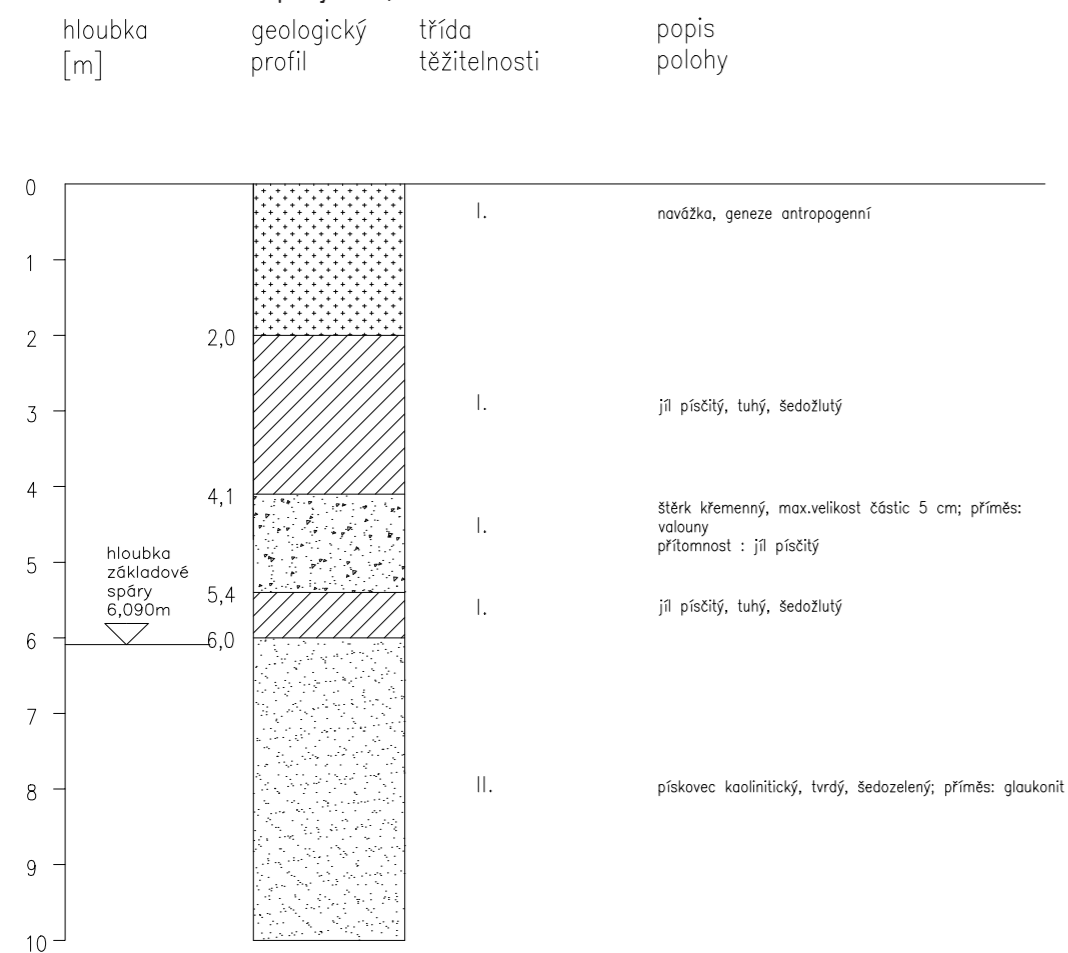 hloubka
[m]
geologický
profil
třída
těžitelnosti
popis
polohy
0
I.
navážka, geneze antropogenní
1
2
2,0
3
I.
jíl písčitý, tuhý, šedožlutý
4
4,1
štěrk křemenný, max.velikost částic 5 cm; příměs:
valouny
přítomnost : jíl písčitý
I.
5
hloubka
základové
spáry
6,090m
5,4
I.
jíl písčitý, tuhý, šedožlutý
6
6,0
7
8
II.
pískovec kaolinitický, tvrdý, šedozelený; příměs: glaukonit
9
10